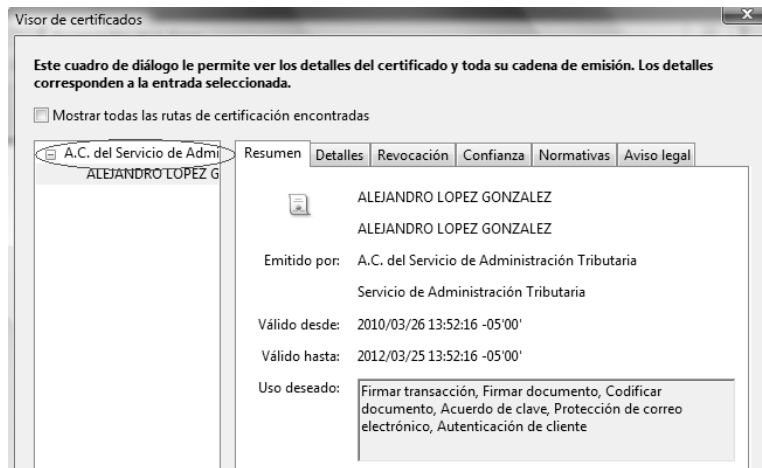 Visor de certificados
x
Este cuadro de diálogo le permite ver los detalles del certificado y toda su cadena de emisión. Los detalles
corresponden a la entrada seleccionada.
Mostrar todas las rutas de certificación encontradas
A.C. del Servicio de Admi
ALEJANDRO LOPEZ G
Resumen Detalles Revocación Confianza Normativas Aviso legal
ALEJANDRO LOPEZ GONZALEZ
ALEJANDRO LOPEZ GONZALEZ
Emitido por: A.C. del Servicio de Administración Tributaria
Servicio de Administración Tributaria
Válido desde: 2010/03/26 13:52:16 -05'00'
Válido hasta: 2012/03/25 13:52:16 -05'00'
Uso deseado: Firmar transacción, Firmar documento, Codificar
documento, Acuerdo de clave, Protección de correo
electrónico, Autenticación de cliente